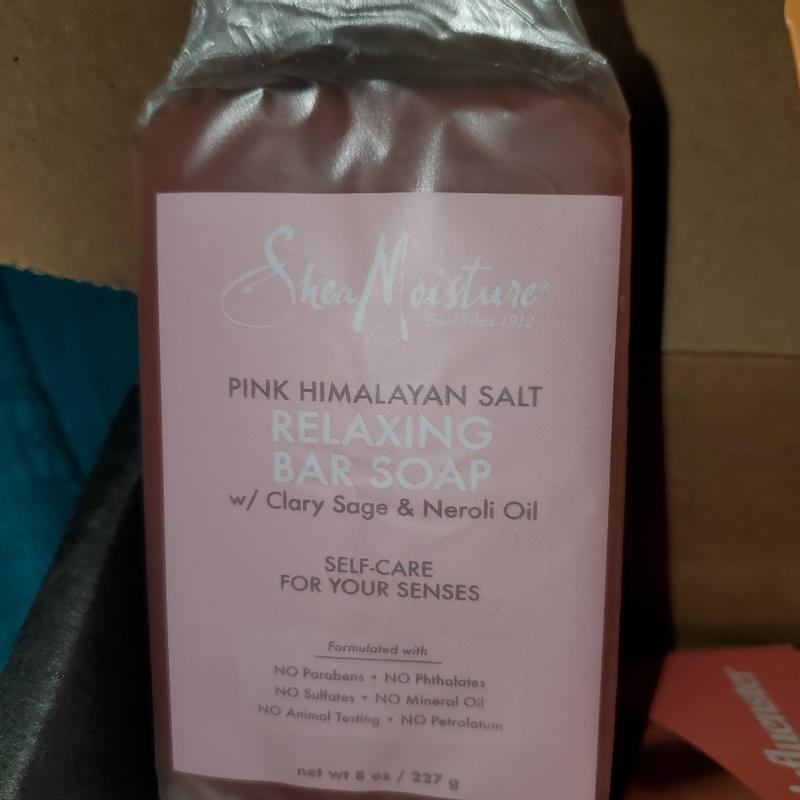 SheaMoisture®
Established 1912
PINK HIMALAYAN SALT
RELAXING
BAR SOAP
w/ Clary Sage & Neroli Oil
SELF-CARE
FOR YOUR SENSES
Formulated with
NO Parabens • NO Phthalates
NO Sulfates • NO Mineral Oil
NO Animal Testing • NO Petrolatum
net wt 8 oz / 227 g